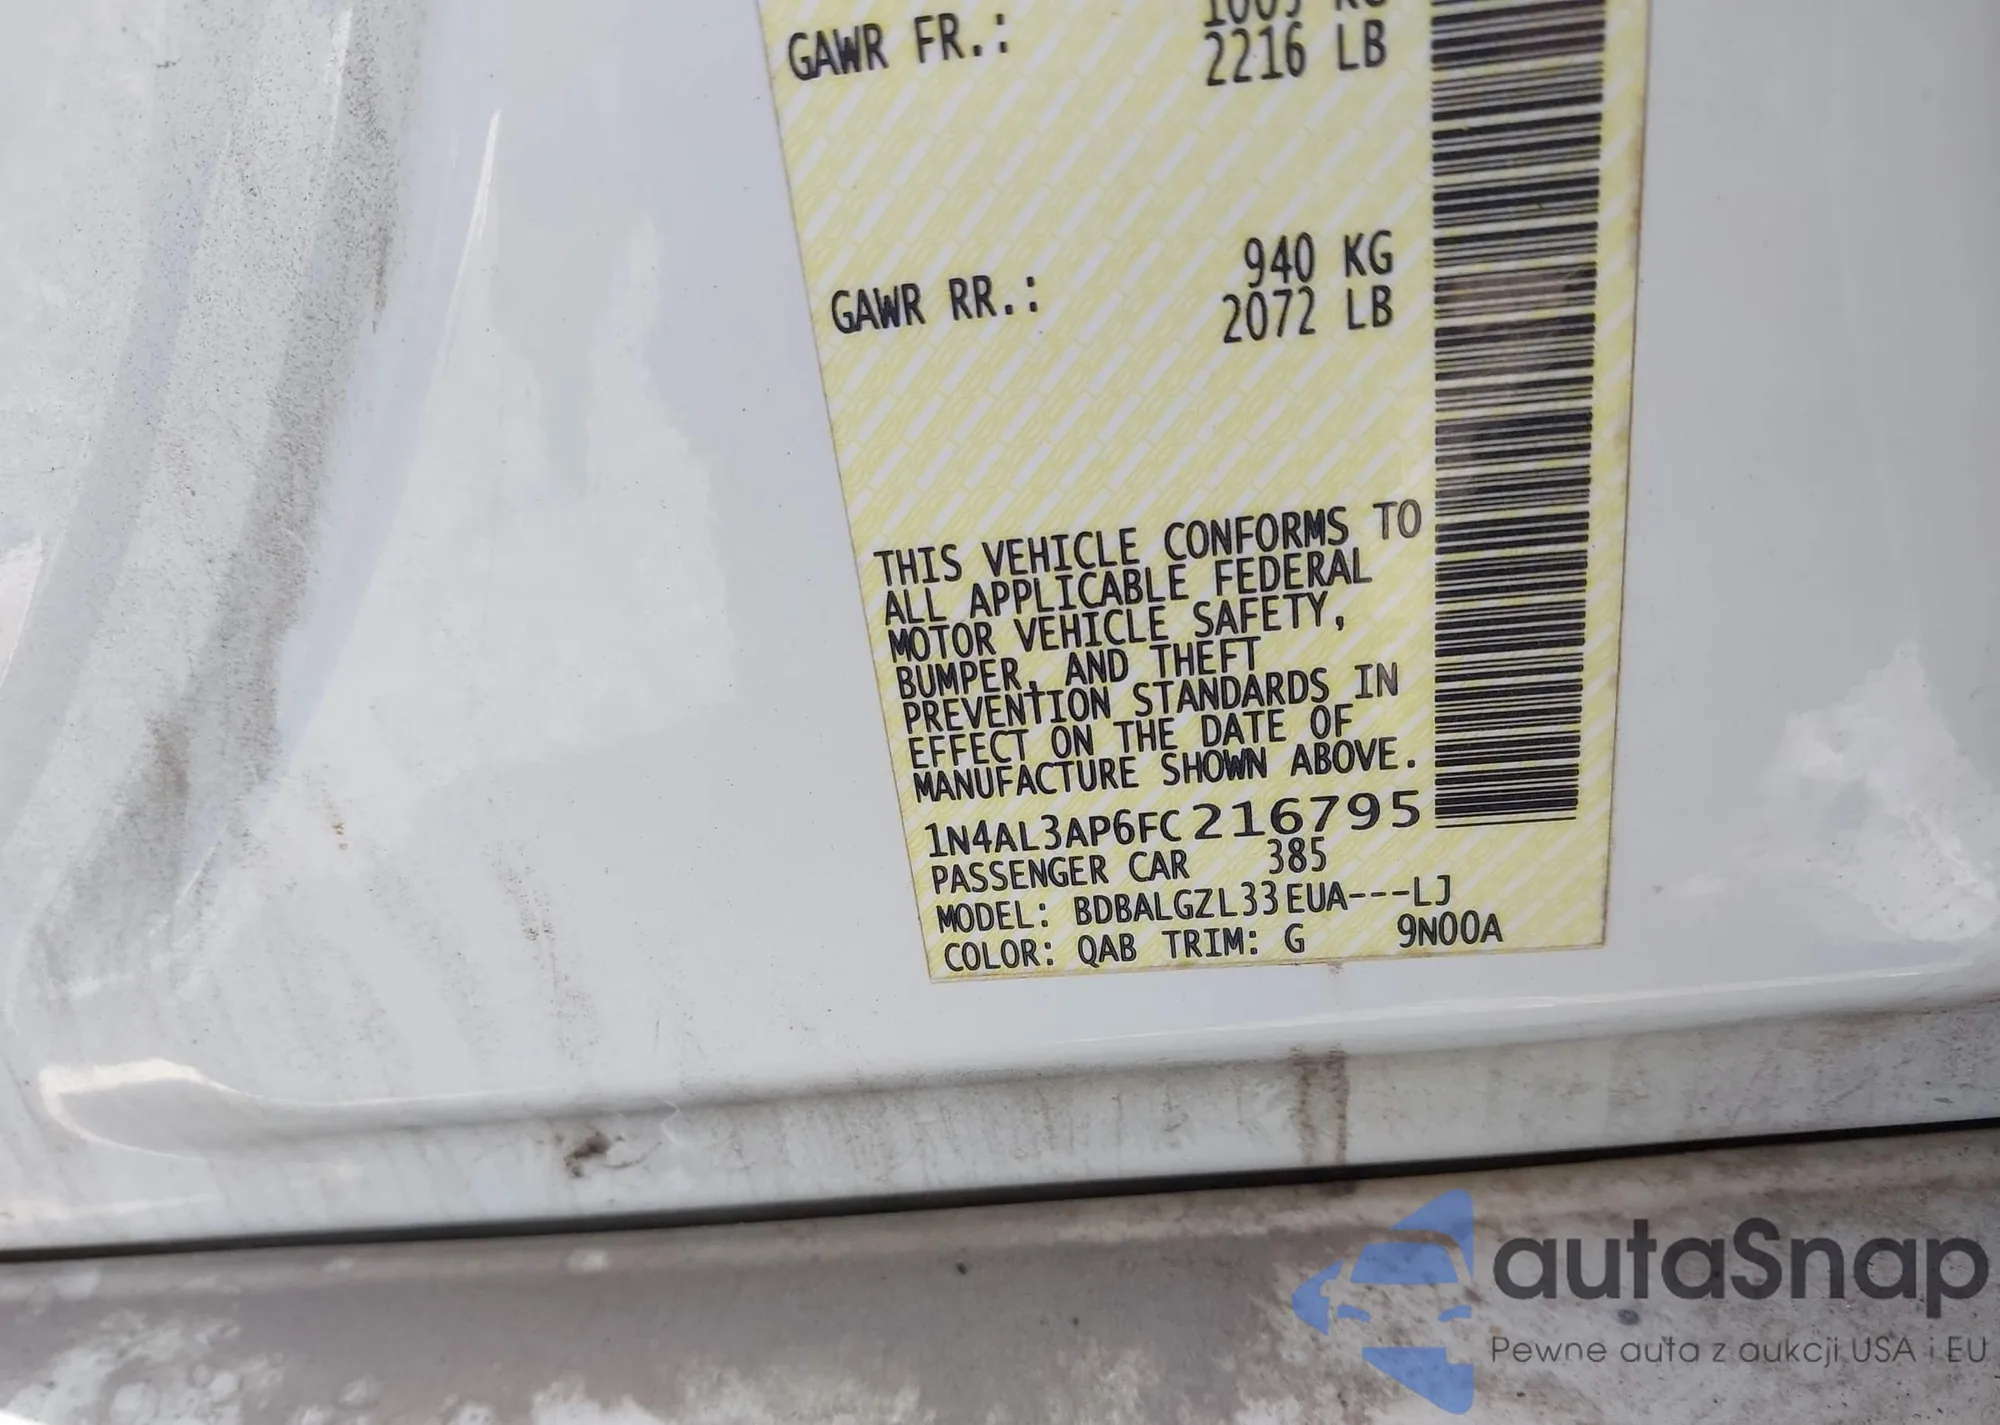 GAWR FR.:
2216 LB
GAWR RR.:
940 KG
2072 LB
THIS VEHICLE CONFORMS TO
ALL APPLICABLE FEDERAL
MOTOR VEHICLE SAFETY,
BUMPER, AND THEFT
PREVENTION STANDARDS IN
EFFECT ON THE DATE OF
MANUFACTURE SHOWN ABOVE.
1N4AL3AP6FC216795
PASSENGER CAR 385
MODEL: BDBALGZL33EUA---LJ
COLOR: QAB TRIM: G 9N00A
autaSnap
Pewne auta z aukcji USA i EU